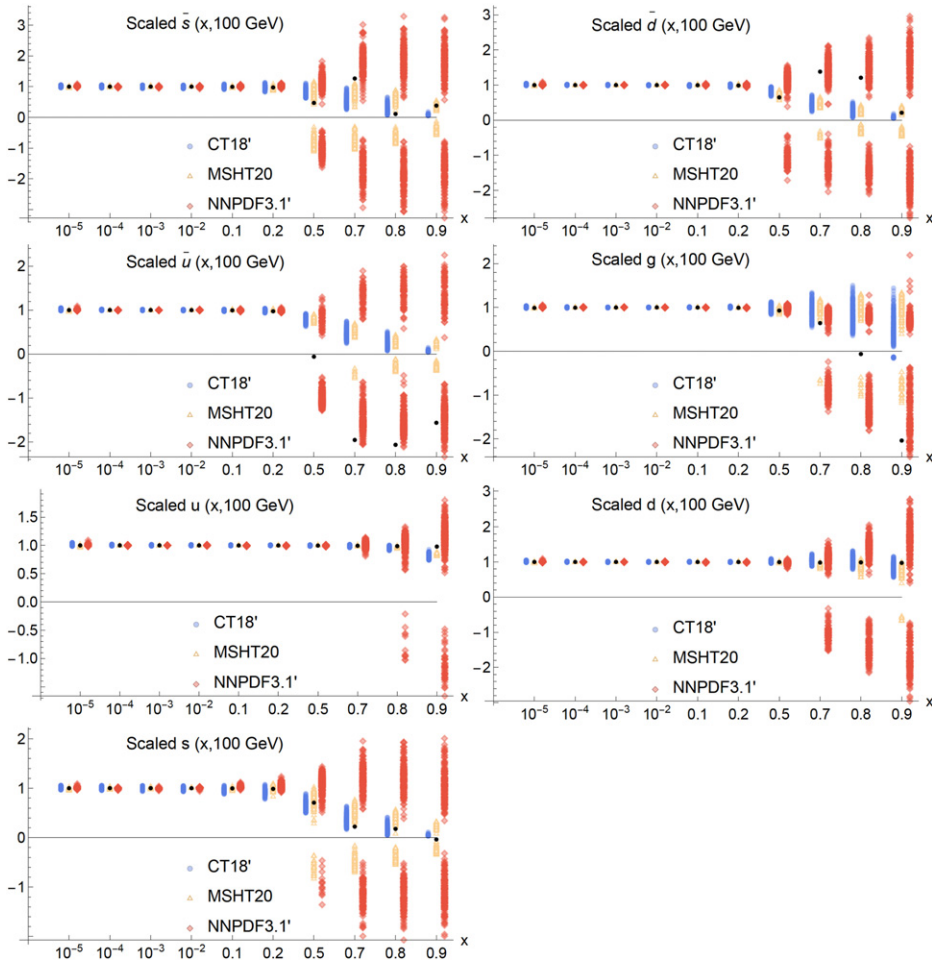 Scaled s̄ (x,100 GeV)
3
2
1
0
−1
−2
CT18'
MSHT20
NNPDF3.1'
10⁻⁵ 10⁻⁴ 10⁻³ 10⁻² 0.1 0.2 0.5 0.7 0.8 0.9 x
Scaled d̄ (x,100 GeV)
3
2
1
0
−1
−2
CT18'
MSHT20
NNPDF3.1'
10⁻⁵ 10⁻⁴ 10⁻³ 10⁻² 0.1 0.2 0.5 0.7 0.8 0.9 x
Scaled ū (x,100 GeV)
2
1
0
−1
−2
CT18'
MSHT20
NNPDF3.1'
10⁻⁵ 10⁻⁴ 10⁻³ 10⁻² 0.1 0.2 0.5 0.7 0.8 0.9 x
Scaled g (x,100 GeV)
2
1
0
−1
−2
CT18'
MSHT20
NNPDF3.1'
10⁻⁵ 10⁻⁴ 10⁻³ 10⁻² 0.1 0.2 0.5 0.7 0.8 0.9 x
Scaled u (x,100 GeV)
1.5
1.0
0.5
0.0
−0.5
−1.0
CT18'
MSHT20
NNPDF3.1'
10⁻⁵ 10⁻⁴ 10⁻³ 10⁻² 0.1 0.2 0.5 0.7 0.8 0.9 x
Scaled d (x,100 GeV)
3
2
1
0
−1
−2
CT18'
MSHT20
NNPDF3.1'
10⁻⁵ 10⁻⁴ 10⁻³ 10⁻² 0.1 0.2 0.5 0.7 0.8 0.9 x
Scaled s (x,100 GeV)
2
1
0
−1
CT18'
MSHT20
NNPDF3.1'
10⁻⁵ 10⁻⁴ 10⁻³ 10⁻² 0.1 0.2 0.5 0.7 0.8 0.9 x